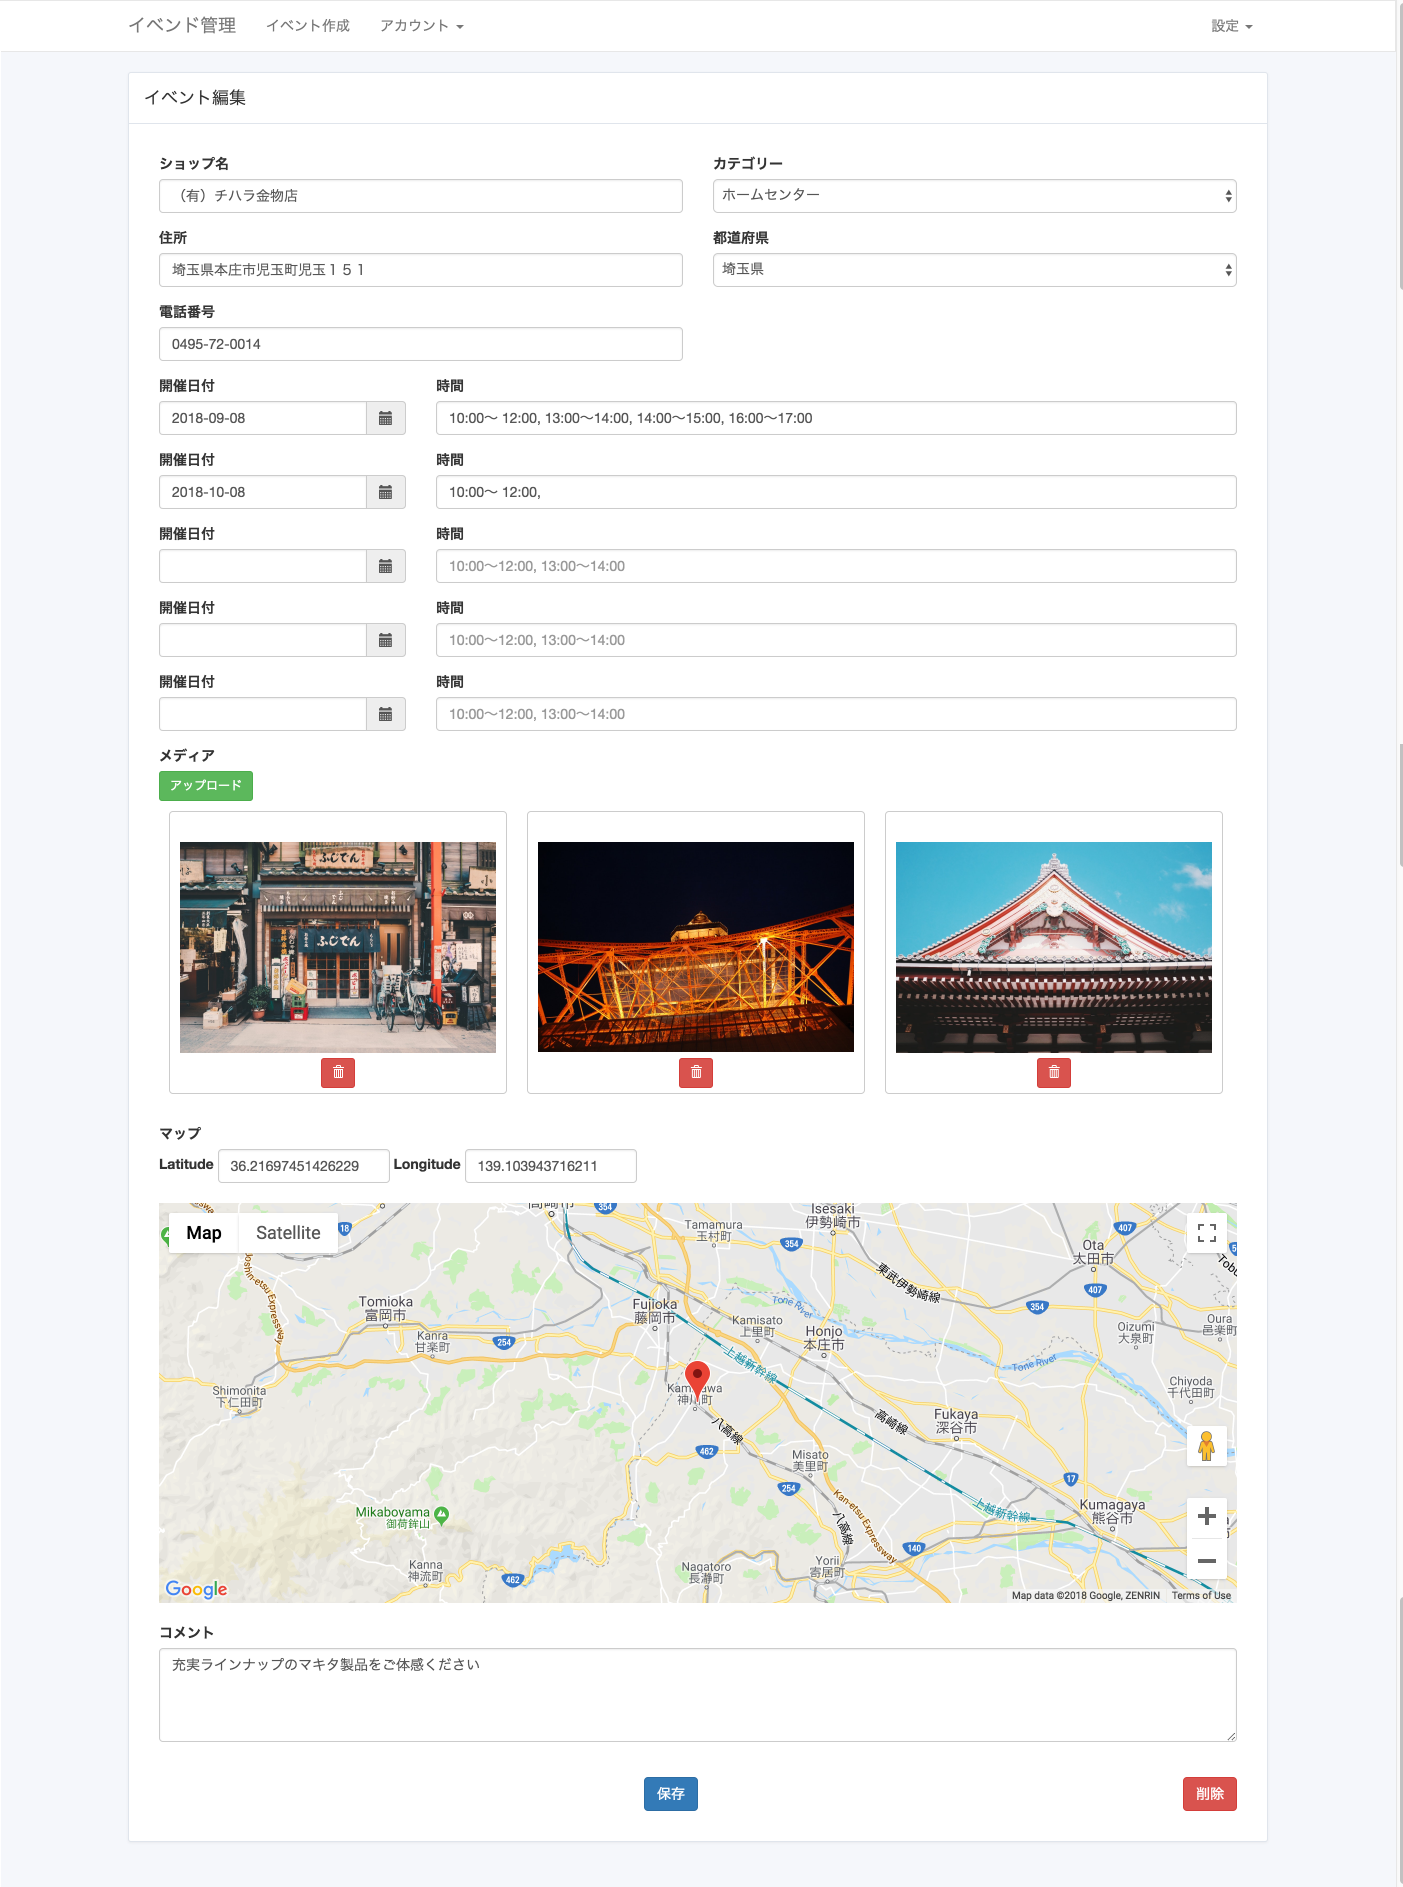 イベンド管理 イベント作成 アカウント 設定
イベント編集
ショップ名 カテゴリー
（有）チハラ金物店 ホームセンター
住所 都道府県
埼玉県本庄市児玉町児玉１５１ 埼玉県
電話番号
0495-72-0014
開催日付 時間
2018-09-08 10:00〜 12:00, 13:00〜14:00, 14:00〜15:00, 16:00〜17:00
開催日付 時間
2018-10-08 10:00〜 12:00,
開催日付 時間
10:00〜12:00, 13:00〜14:00
開催日付 時間
10:00〜12:00, 13:00〜14:00
開催日付 時間
10:00〜12:00, 13:00〜14:00
メディア
アップロード
ふじでん
ふじでん
マップ
Latitude 36.21697451426229 Longitude 139.103943716211
Map Satellite
18
354
Isesaki
伊勢崎市
Tamamura
玉村町
354
407
Ota
太田市
407
354
東武伊勢崎線
Tone River
Tomioka
富岡市
Fujioka
藤岡市
Kamisato
上里町
Honjo
本庄市
Oizumi
大泉町
Oura
邑楽町
Kanra
甘楽町
254
Joshin-etsu Expressway
上越新幹線
Tone River
Shimonita
下仁田町
神川町
Chiyoda
千代田町
八高線
高崎線
Fukaya
深谷市
462
Misato
美里町
254
17
Kan-etsu Expressway
八高線
上越新幹線
Kumagaya
熊谷市
Mikaboyama
御荷鉾山
140
Kanna
神流町
462
Nagatoro
長瀞町
Yorii
寄居町
Google
Map data ©2018 Google, ZENRIN Terms of Use
コメント
充実ラインナップのマキタ製品をご体感ください
保存 削除